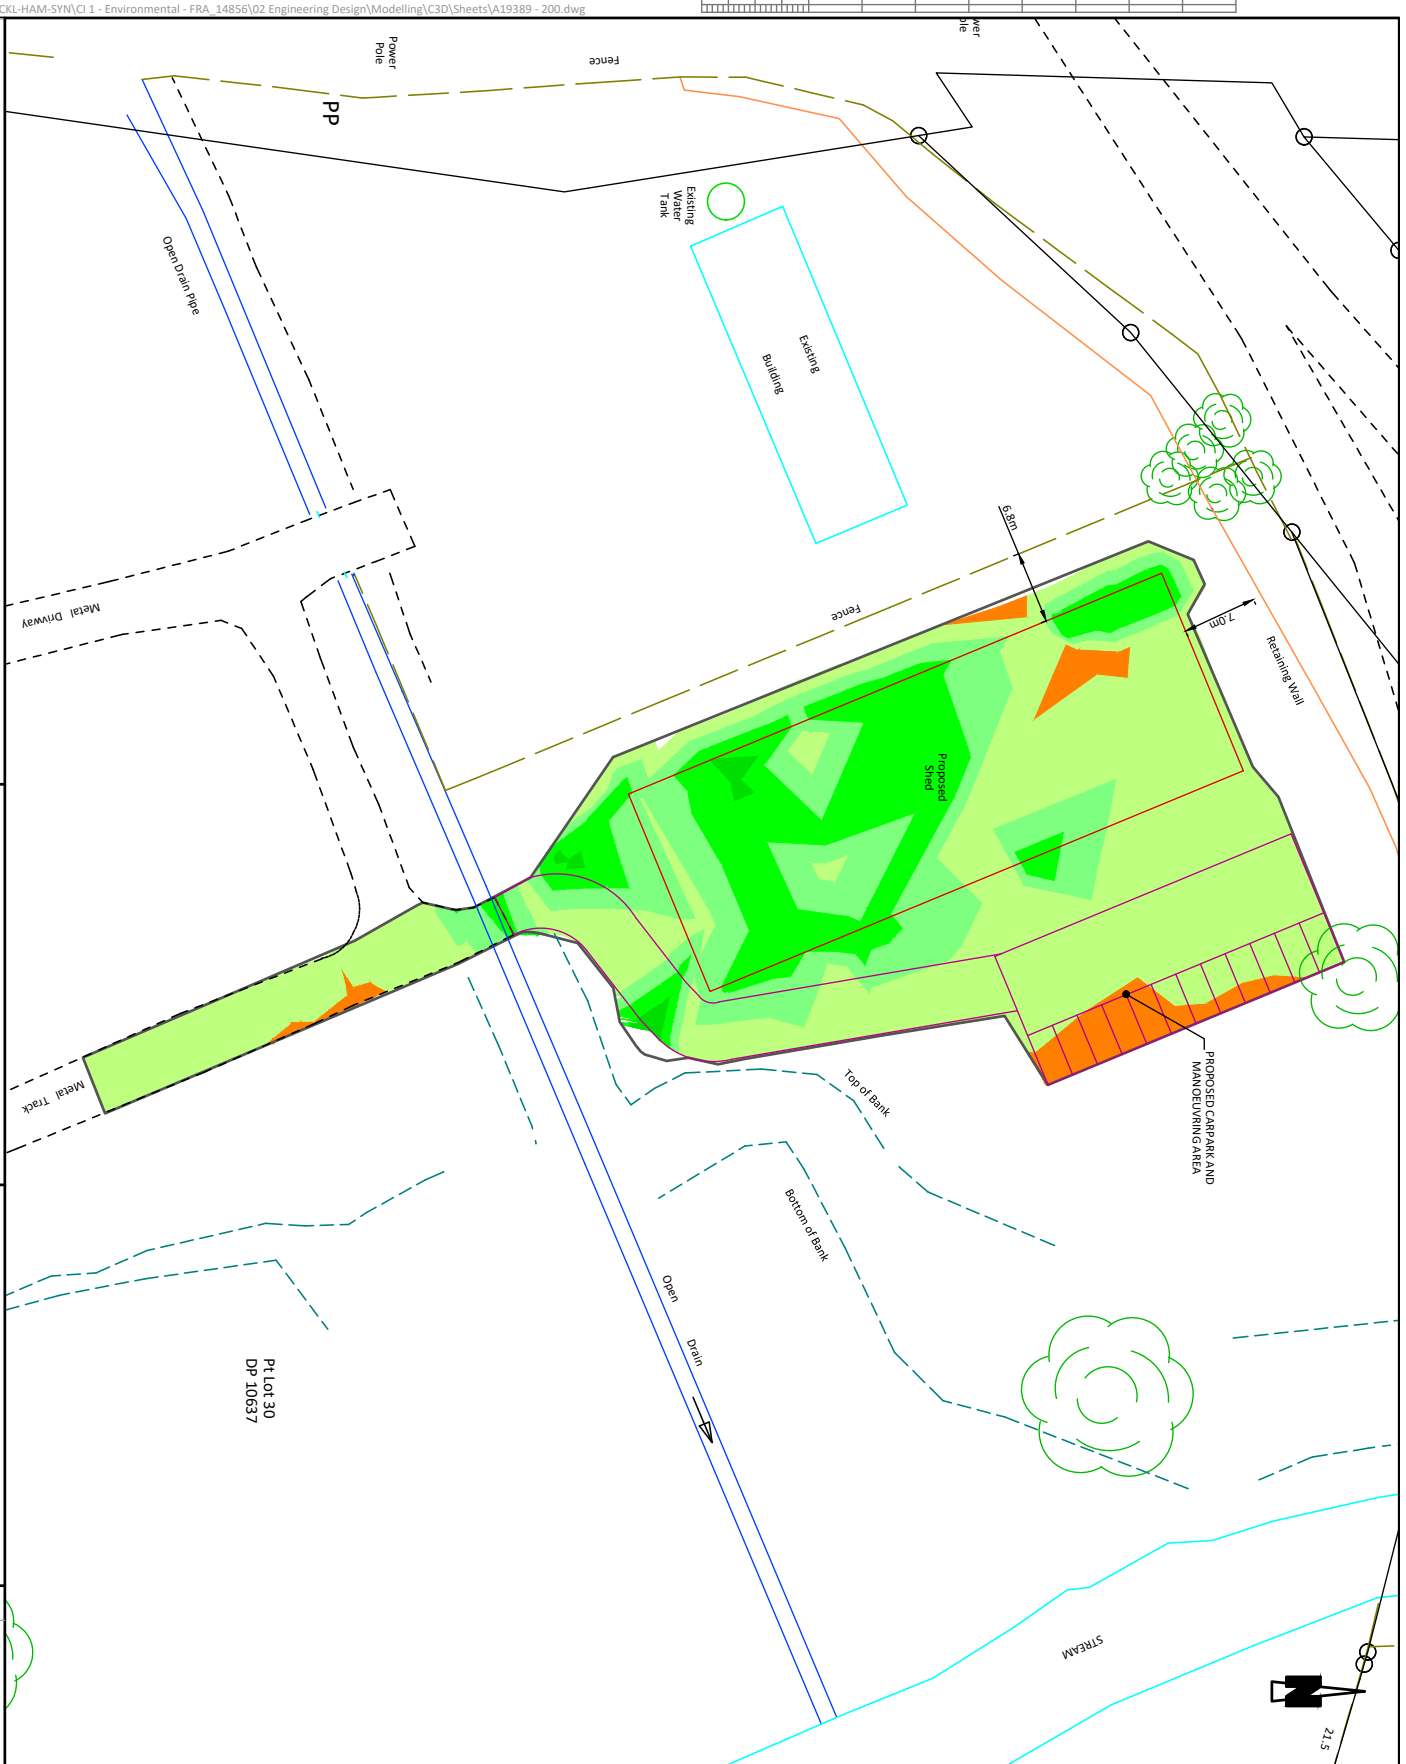 CKL-HAM-SYN\CI 1 - Environmental - FRA_14856\02 Engineering Design\Modelling\C3D\Sheets\A19389 - 200.dwg
Power
Pole
Fence
PP
Existing
Water
Tank
Open Drain Pipe
Existing
Building
6.8m
7.0m
Fence
Metal Drivway
Retaining Wall
Proposed
Shed
Metal Track
Top of Bank
PROPOSED CARPARK AND
MANOEUVRING AREA
Bottom of Bank
Open
Drain
Pt Lot 30
DP 10637
STREAM
N
21.5